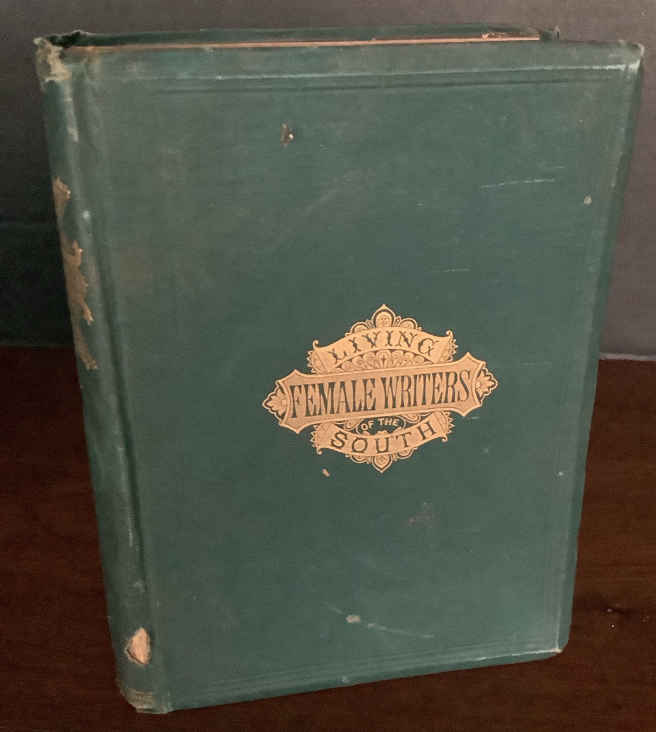 LIVING
FEMALE WRITERS
OF THE
SOUTH